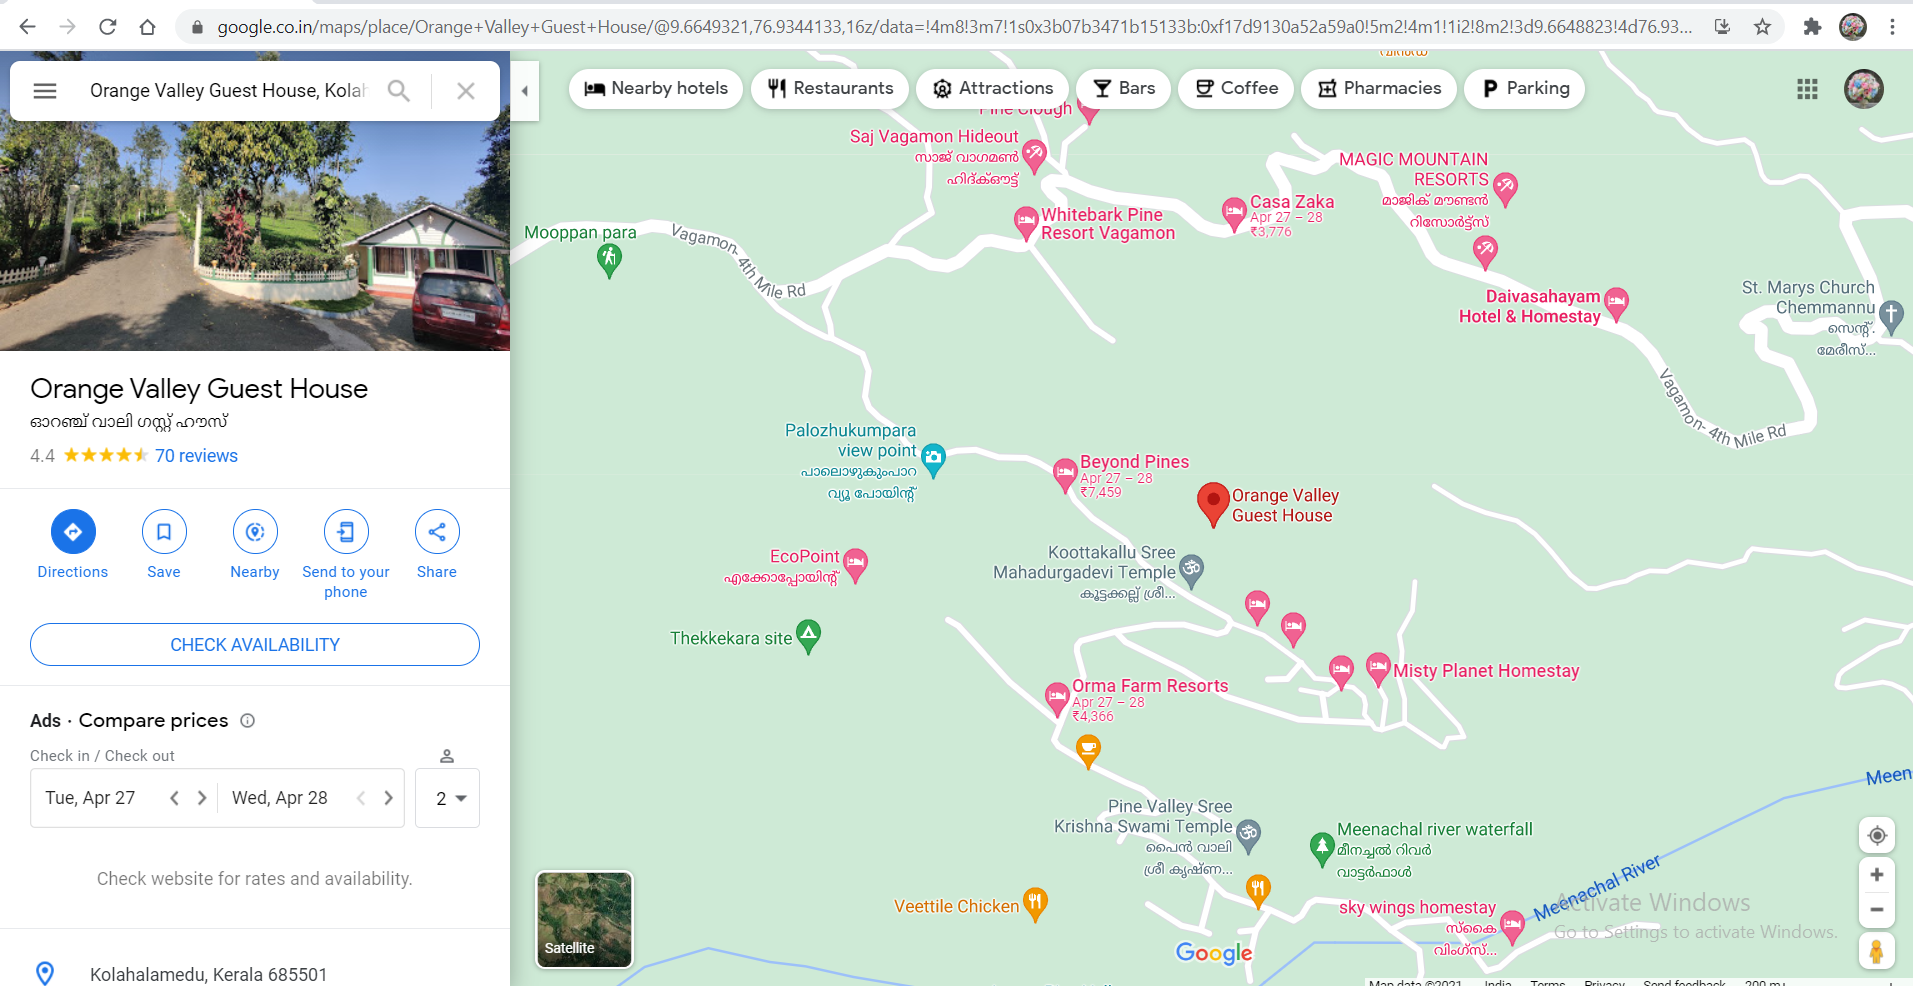 google.co.in/maps/place/Orange+Valley+Guest+House/@9.6649321,76.9344133,16z/data=!4m8!3m7!1s0x3b07b3471b15133b:0xf17d9130a52a59a0!5m2!4m1!1i2!8m2!3d9.6648823!4d76.93...
Orange Valley Guest House, Kolah
Nearby hotels
Restaurants
Attractions
Bars
Coffee
Pharmacies
Parking
Orange Valley Guest House
ഓറഞ്ച് വാലി ഗസ്റ്റ് ഹൗസ്
4.4
70 reviews
Directions
Save
Nearby
Send to your
phone
Share
CHECK AVAILABILITY
Ads · Compare prices
Check in / Check out
Tue, Apr 27
Wed, Apr 28
2
Check website for rates and availability.
Kolahalamedu, Kerala 685501
Pine Clough
Saj Vagamon Hideout
സാജ് വാഗമൺ
ഹിദ്ക്ഔട്ട്
MAGIC MOUNTAIN
RESORTS
മാജിക് മൗണ്ടൻ
റിസോർട്ട്സ്
Casa Zaka
Apr 27 – 28
₹3,776
Whitebark Pine
Resort Vagamon
Mooppan para
Vagamon- 4th Mile Rd
Daivasahayam
Hotel & Homestay
St. Marys Church
Chemmannu
സെന്റ്.
മേരീസ്...
Vagamon- 4th Mile Rd
Palozhukumpara
view point
പാലൊഴുകുംപാറ
വ്യൂ പോയിന്റ്
Beyond Pines
Apr 27 – 28
₹7,459
Orange Valley
Guest House
EcoPoint
എക്കോപ്പോയിന്റ്
Koottakallu Sree
Mahadurgadevi Temple
കൂട്ടക്കല്ല് ശ്രീ...
Thekkekara site
Misty Planet Homestay
Orma Farm Resorts
Apr 27 – 28
₹4,366
Pine Valley Sree
Krishna Swami Temple
പൈൻ വാലി
ശ്രീ കൃഷ്ണ...
Meenachal river waterfall
മീനച്ചൽ റിവർ
വാട്ടർഫാൾ
Meen
Meenachal River
Veettile Chicken
sky wings homestay
സ്കൈ
വിംഗ്സ്...
Activate Windows
Go to Settings to activate Windows.
Satellite
Google
Map data ©2021
India
Terms
Privacy
Send feedback
200 m